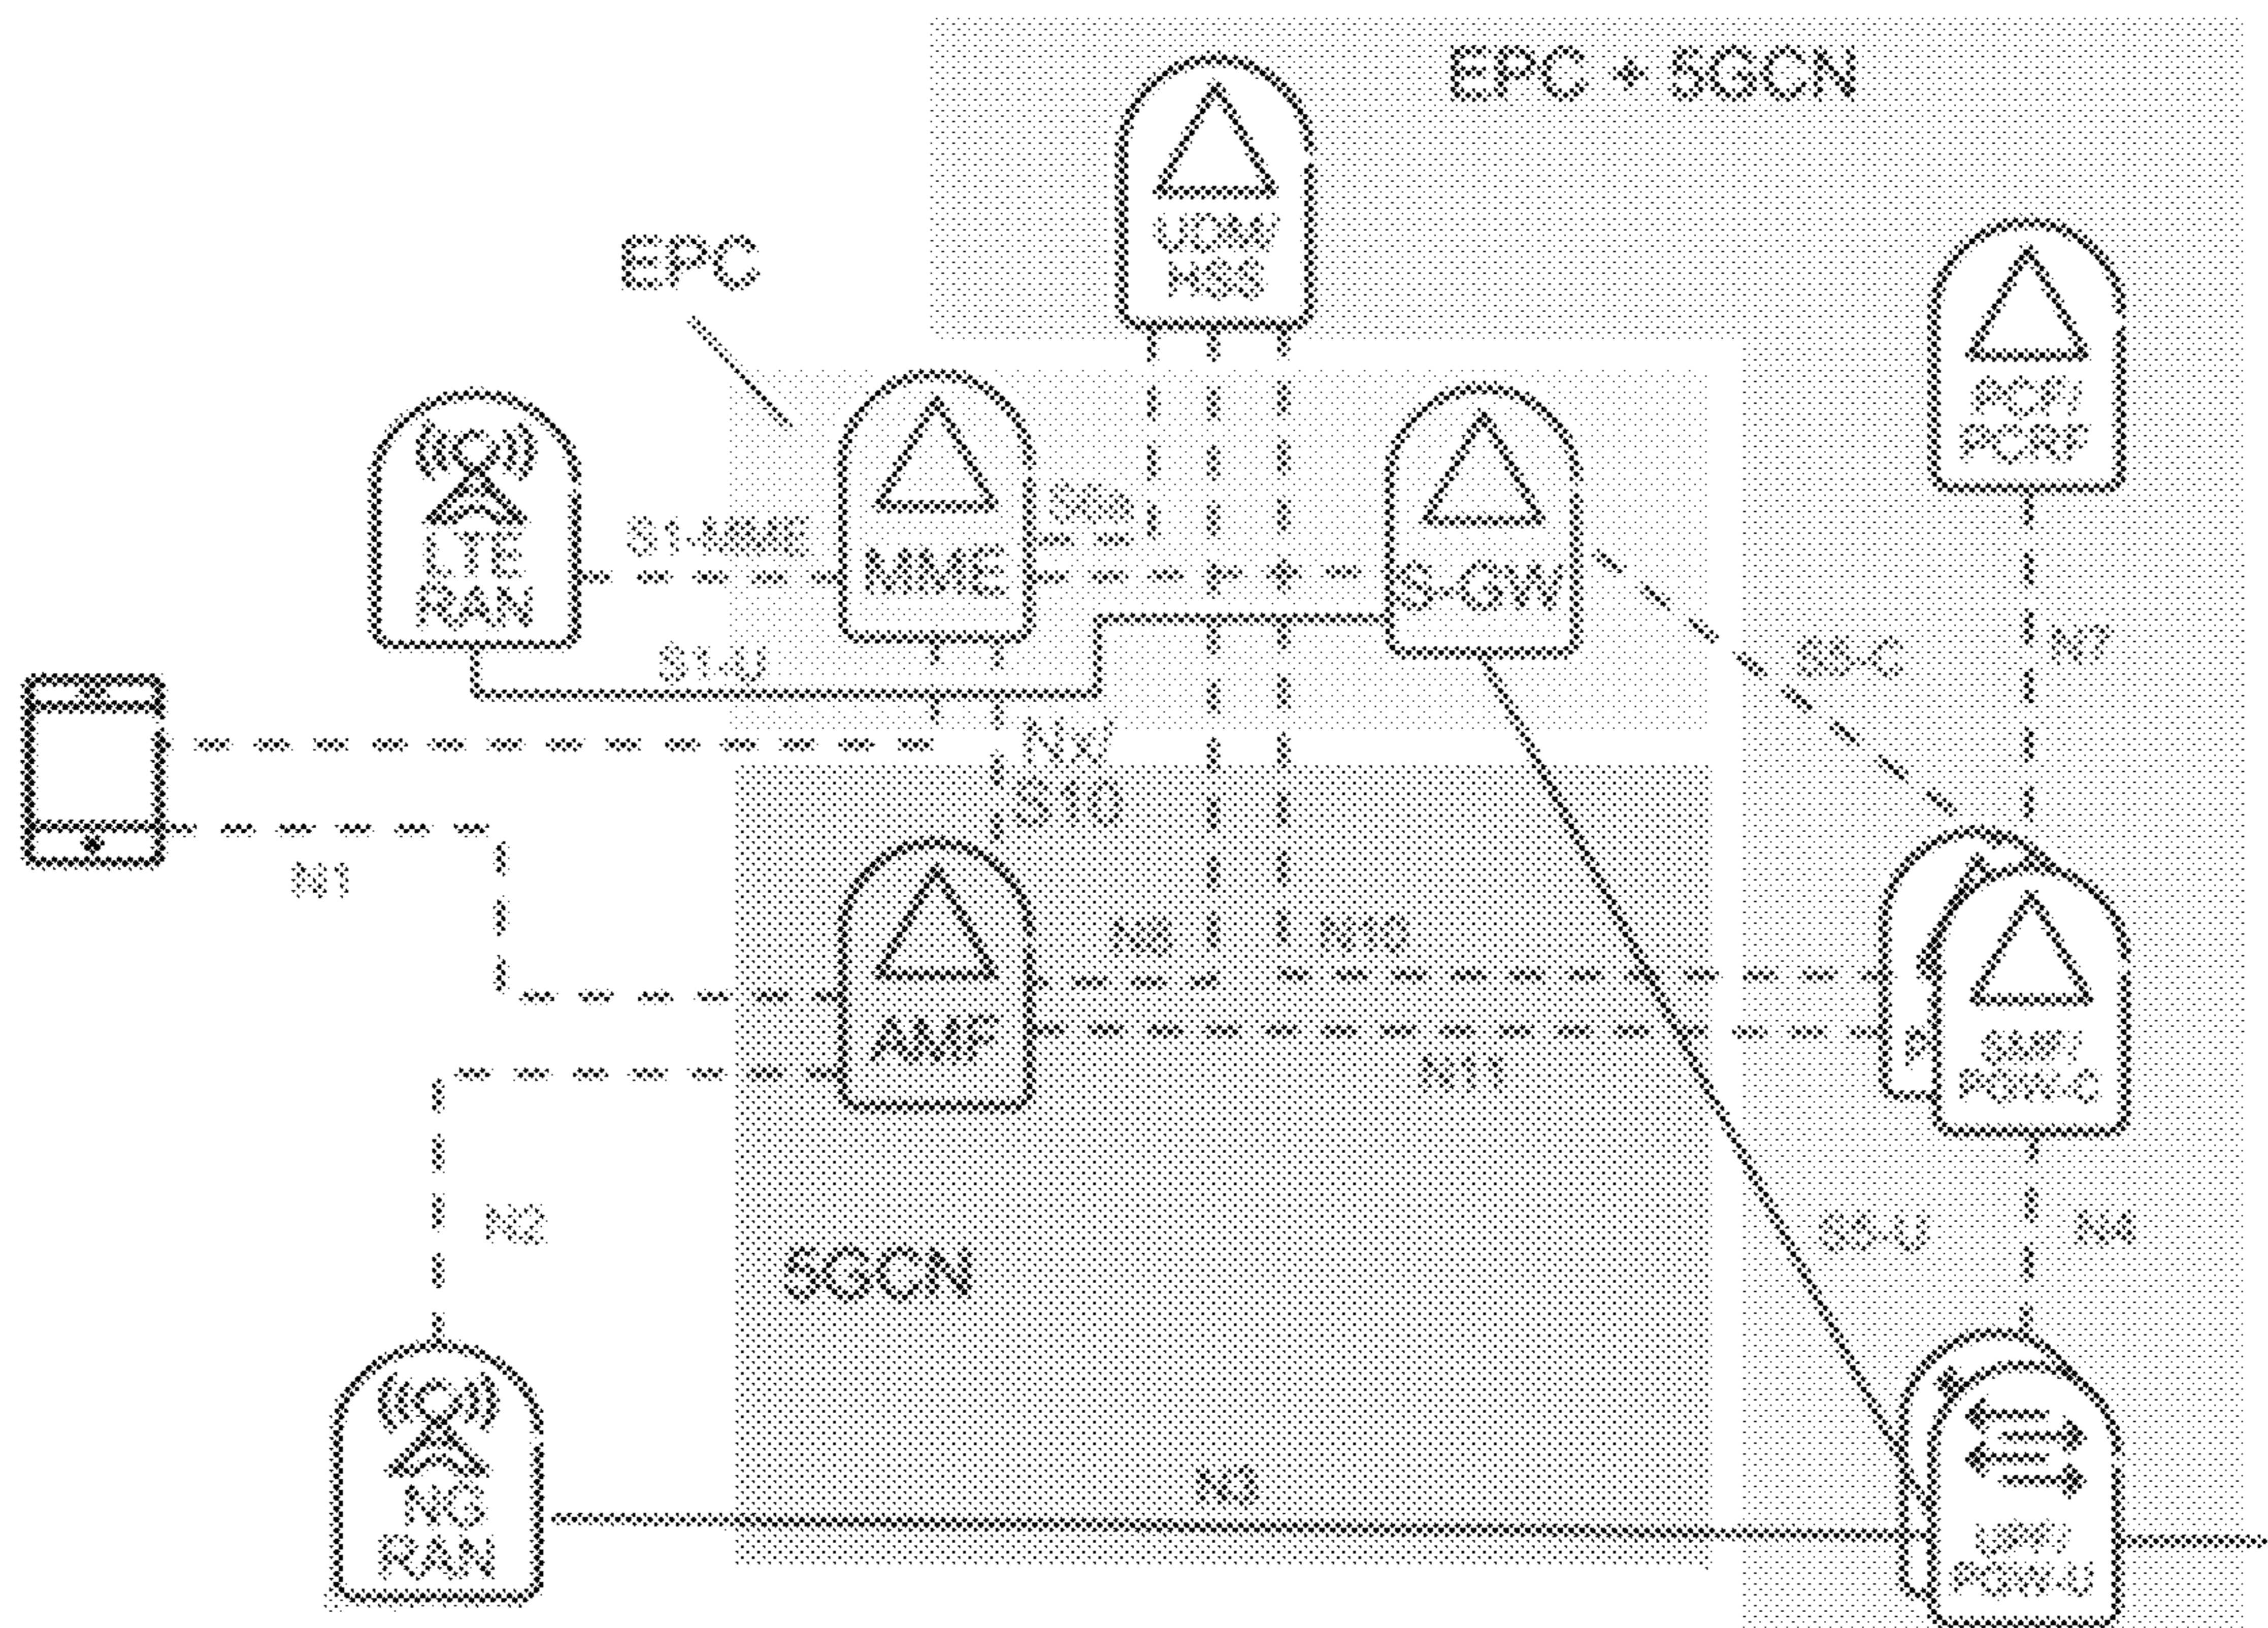 EPC + 5GCN
UDM/
HSS
EPC
PCF/
PCRF
LTE
RAN
S1-MME
MME
S6a
S-GW
S1-U
S5-C
N7
Nx/
S10
N1
N8
N10
AMF
N11
SMF/
PGW-C
N2
S5-U
N4
5GCN
NG
RAN
N3
UPF/
PGW-U